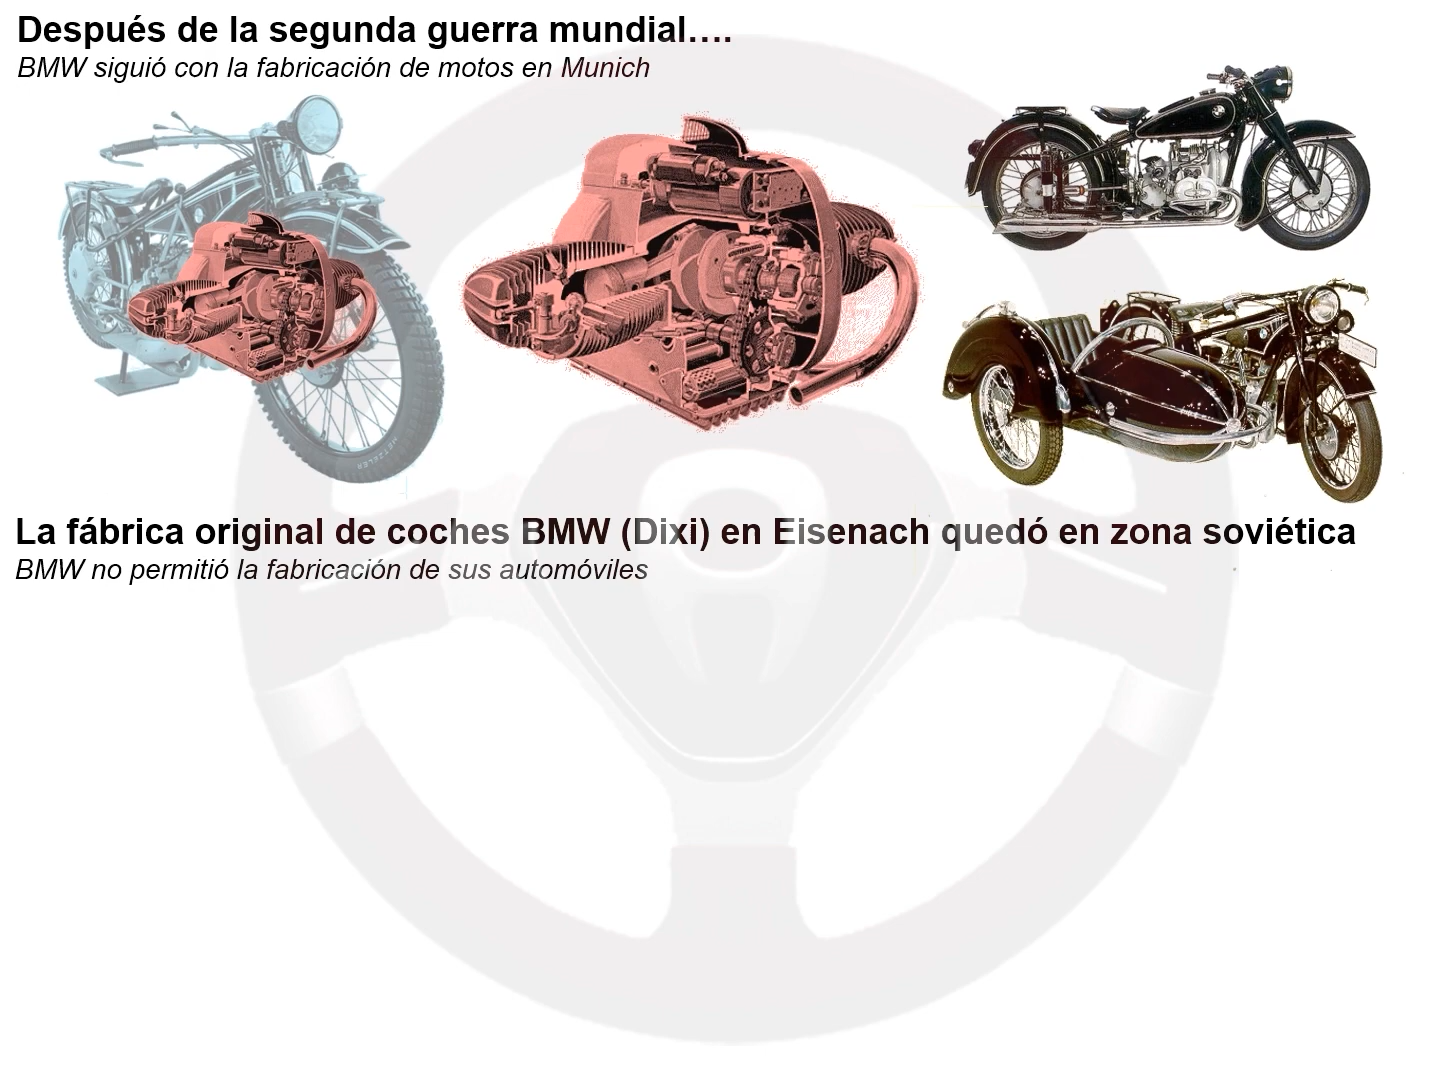 Después de la segunda guerra mundial….
BMW siguió con la fabricación de motos en Munich
METZELER
La fábrica original de coches BMW (Dixi) en Eisenach quedó en zona soviética
BMW no permitió la fabricación de sus automóviles